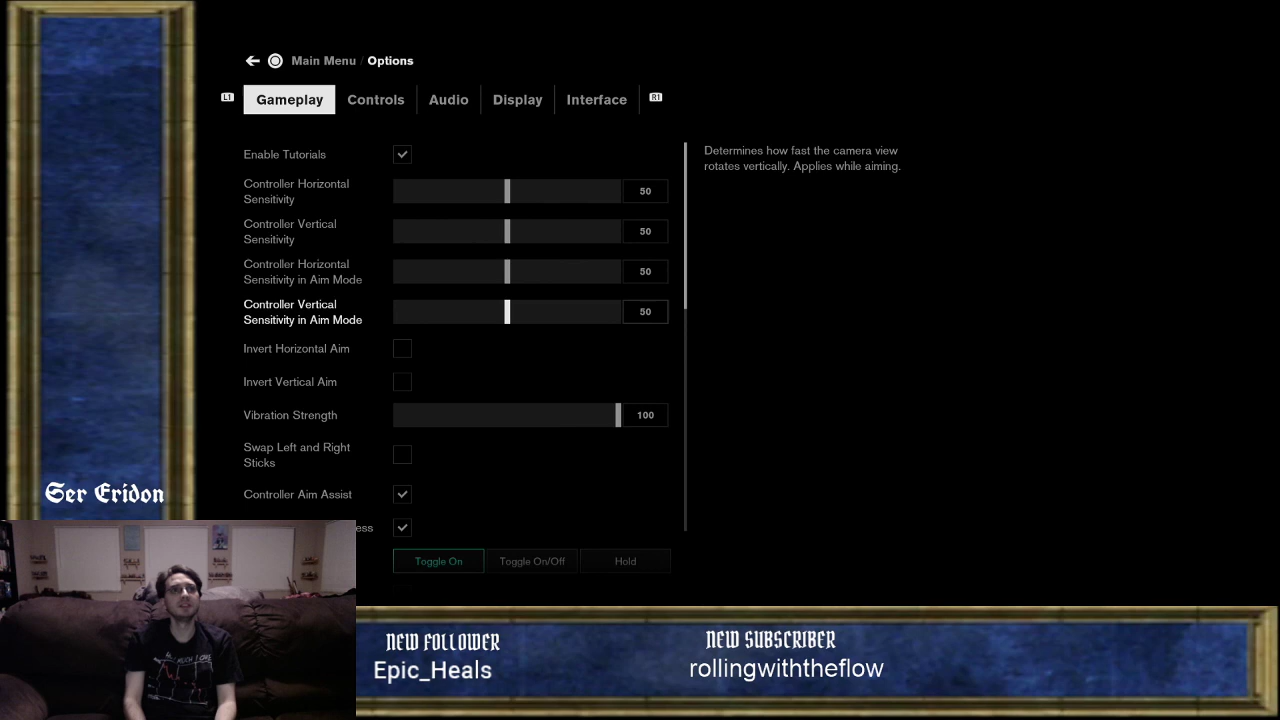 Main Menu / Options
L1 Gameplay Controls Audio Display Interface R1
Enable Tutorials
Controller Horizontal
Sensitivity
50
Controller Vertical
Sensitivity
50
Controller Horizontal
Sensitivity in Aim Mode
50
Controller Vertical
Sensitivity in Aim Mode
50
Invert Horizontal Aim
Invert Vertical Aim
Vibration Strength
100
Swap Left and Right
Sticks
Controller Aim Assist
ess
Toggle On Toggle On/Off Hold
Determines how fast the camera view
rotates vertically. Applies while aiming.
Ser Eridon
NEW FOLLOWER
Epic_Heals
NEW SUBSCRIBER
rollingwiththeflow